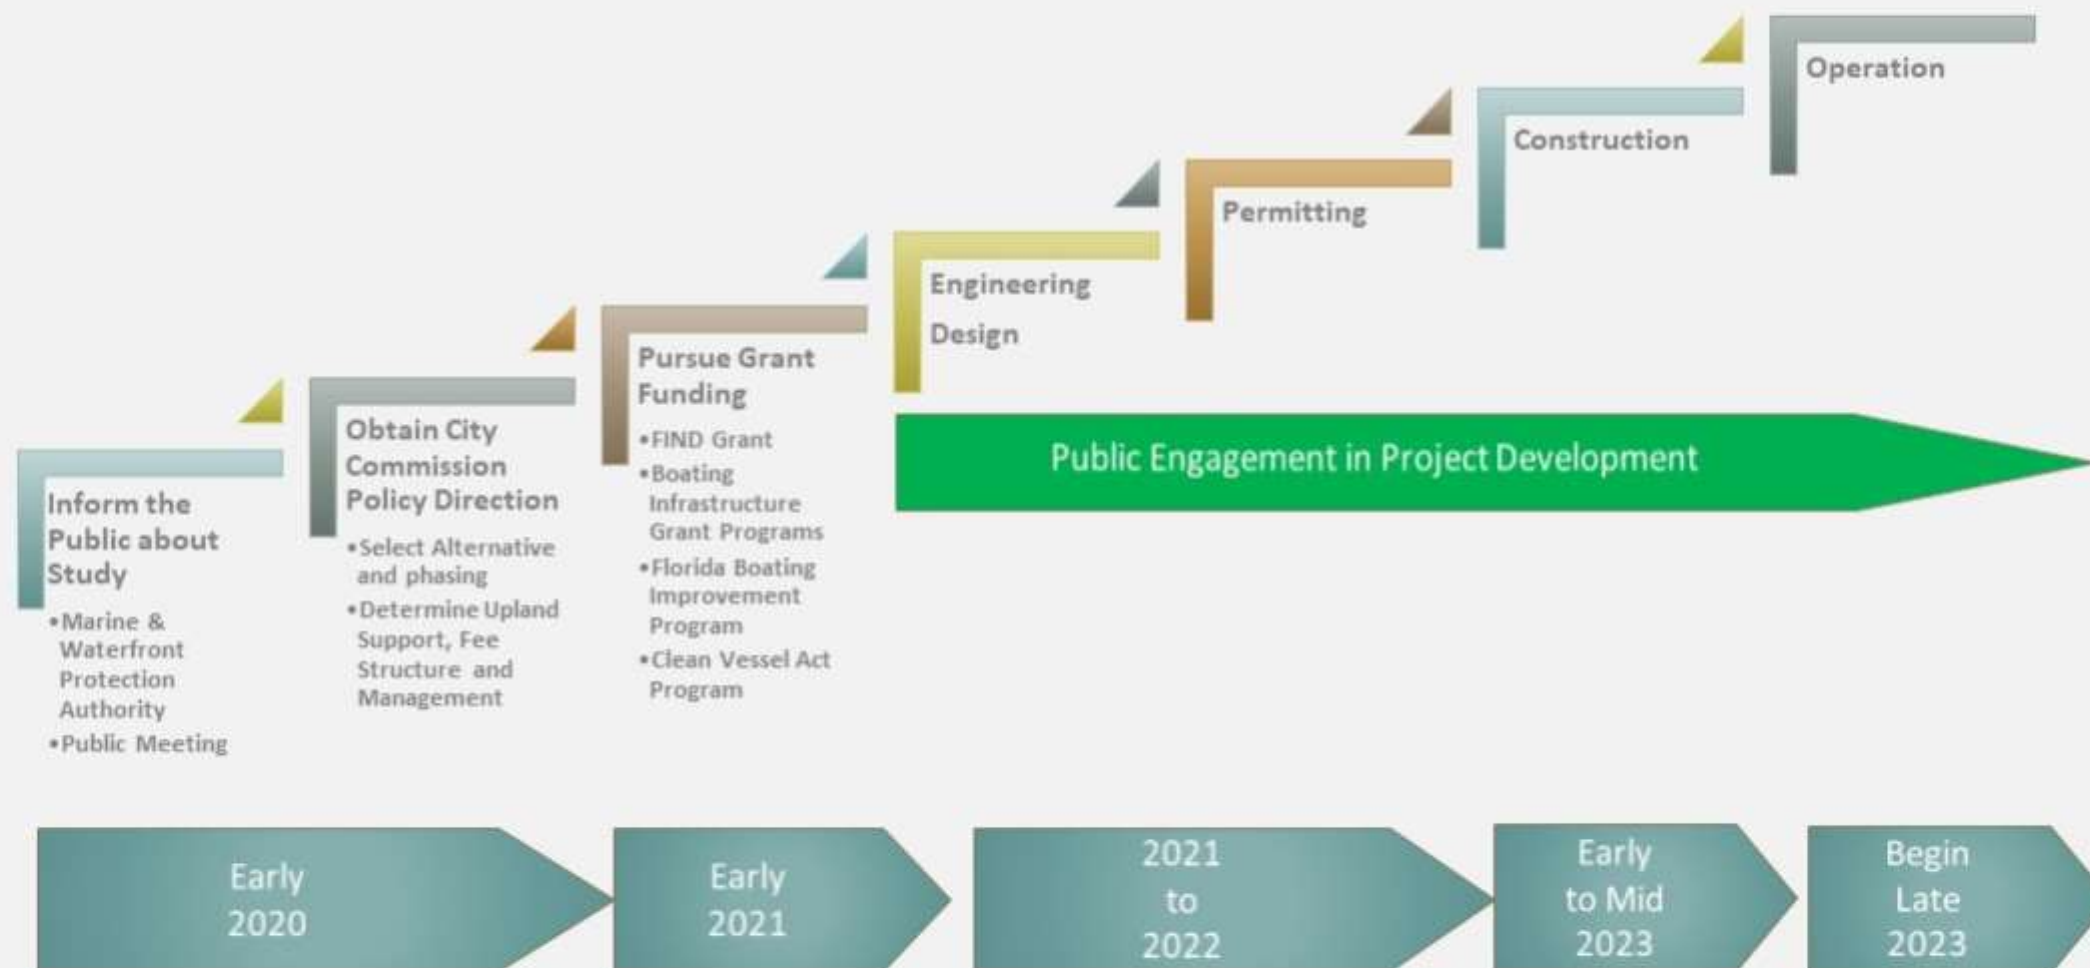 Inform the
Public about
Study
•Marine &
Waterfront
Protection
Authority
•Public Meeting
Obtain City
Commission
Policy Direction
•Select Alternative
and phasing
•Determine Upland
Support, Fee
Structure and
Management
Pursue Grant
Funding
•FIND Grant
•Boating
Infrastructure
Grant Programs
•Florida Boating
Improvement
Program
•Clean Vessel Act
Program
Engineering
Design
Permitting
Construction
Operation
Public Engagement in Project Development
Early
2020
Early
2021
2021
to
2022
Early
to Mid
2023
Begin
Late
2023